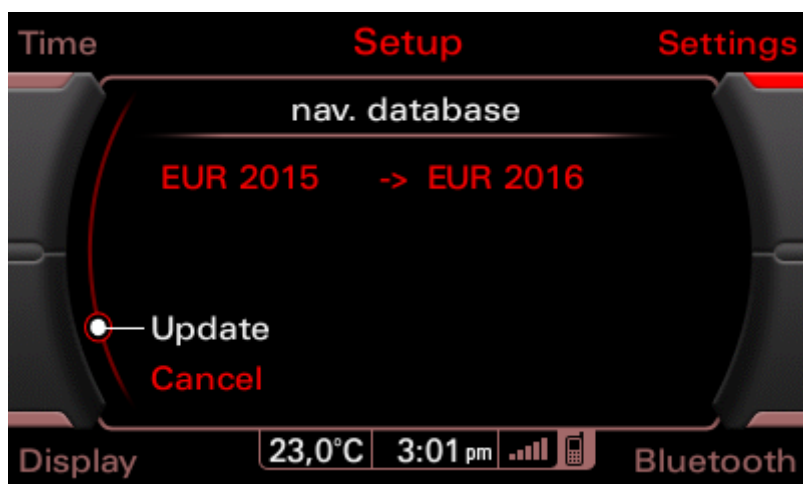 Time Setup Settings
nav. database
EUR 2015 -> EUR 2016
Update
Cancel
Display 23,0°C 3:01 pm Bluetooth